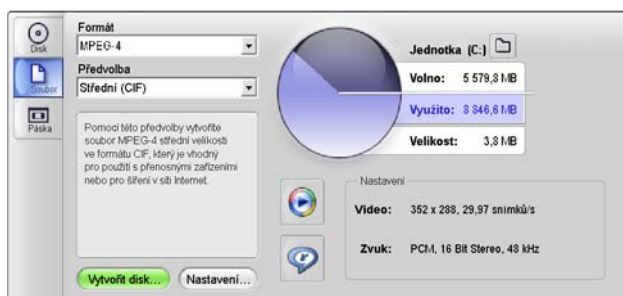 Disk
Soubor
Páska
Formát
MPEG-4
Předvolba
Střední (CIF)
Pomocí této předvolby vytvoříte
soubor MPEG-4 střední velikosti
ve formátu CIF, který je vhodný
pro použití s přenosnými zařízeními
nebo pro šíření v síti Internet.
Vytvořit disk...
Nastavení...
Jednotka (C:)
Volno: 5 579,8 MB
Využito: 8 846,6 MB
Velikost: 3,8 MB
Nastavení
Video: 352 x 288, 29,97 snímků/s
Zvuk: PCM, 16 Bit Stereo, 48 kHz